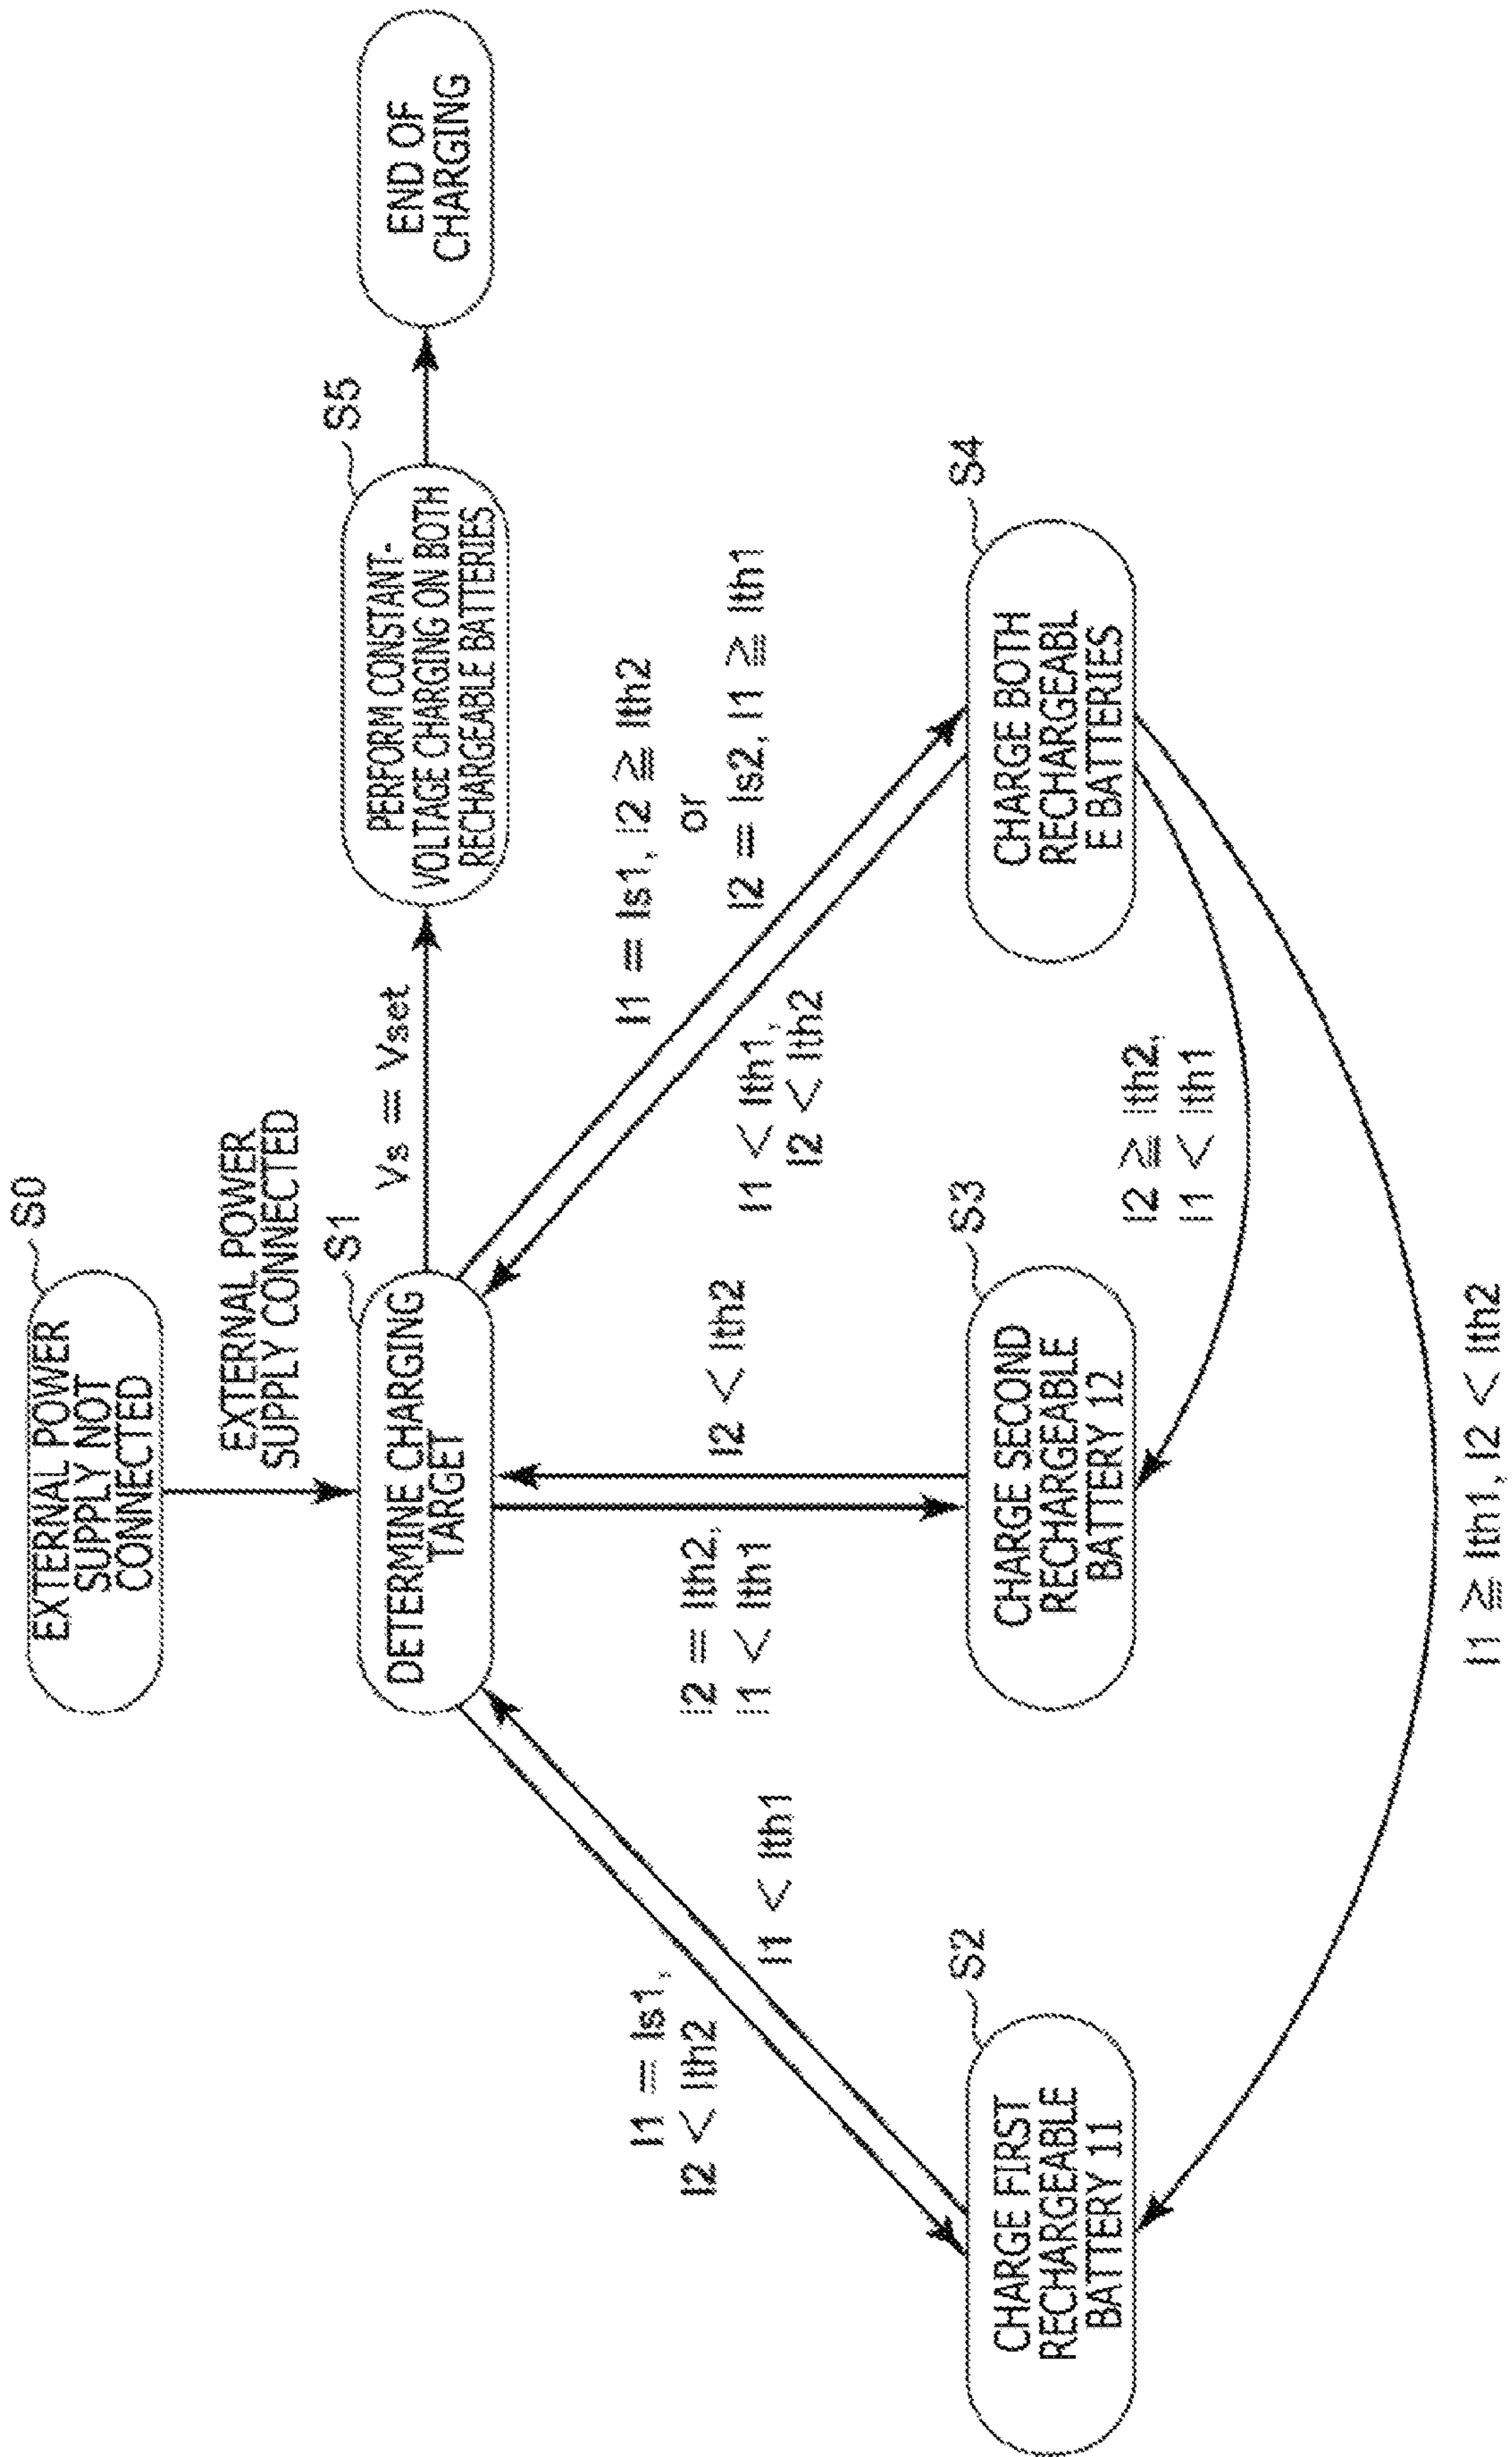 S0
EXTERNAL POWER
SUPPLY NOT
CONNECTED
EXTERNAL POWER
SUPPLY CONNECTED
S1
DETERMINE CHARGING
TARGET
Vs = Vset
S5
PERFORM CONSTANT-
VOLTAGE CHARGING ON BOTH
RECHARGEABLE BATTERIES
END OF
CHARGING
I1 = Is1,
I2 < Ith2
I1 < Ith1
I2 = Ith2,
I1 < Ith1
I2 < Ith2
I1 < Ith1,
I2 < Ith2
I1 = Is1, I2 ≧ Ith2
or
I2 = Is2, I1 ≧ Ith1
S2
CHARGE FIRST
RECHARGEABLE
BATTERY 11
S3
CHARGE SECOND
RECHARGEABLE
BATTERY 12
S4
CHARGE BOTH
RECHARGEABL
E BATTERIES
I2 ≧ Ith2,
I1 < Ith1
I1 ≧ Ith1, I2 < Ith2